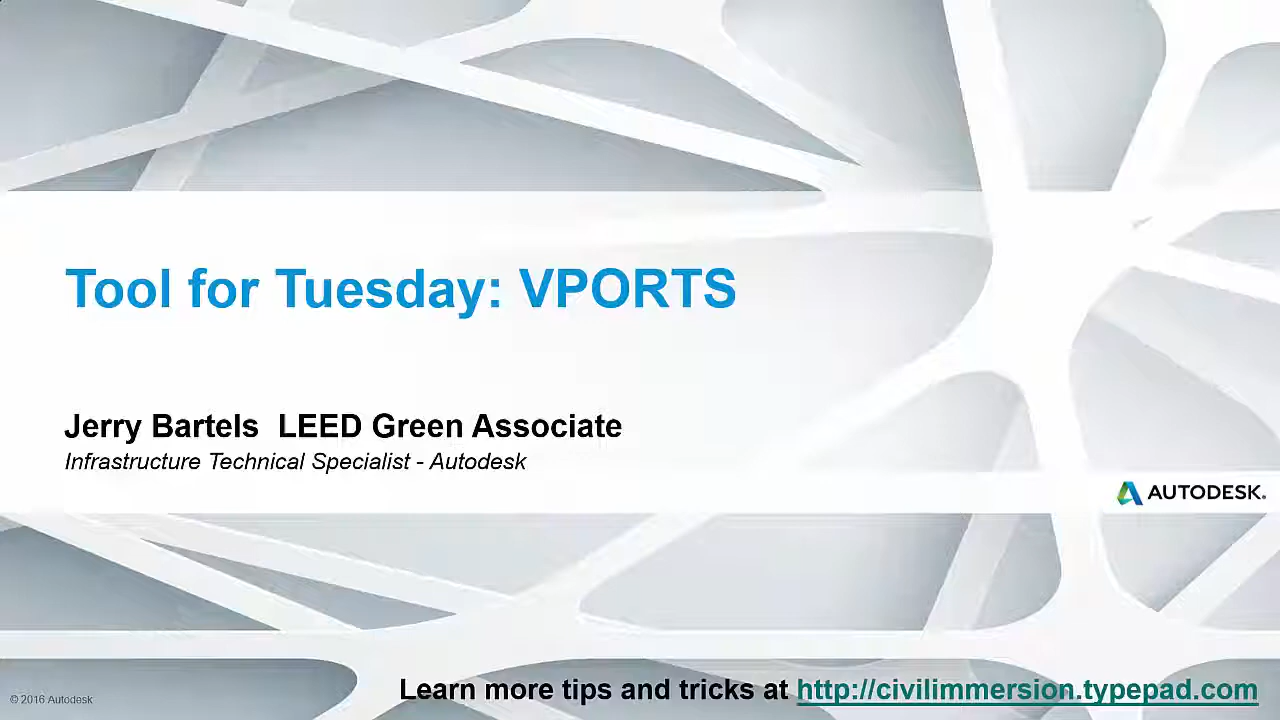 Tool for Tuesday: VPORTS
Jerry Bartels  LEED Green Associate
Infrastructure Technical Specialist - Autodesk
AUTODESK.
© 2016 Autodesk
Learn more tips and tricks at http://civilimmersion.typepad.com